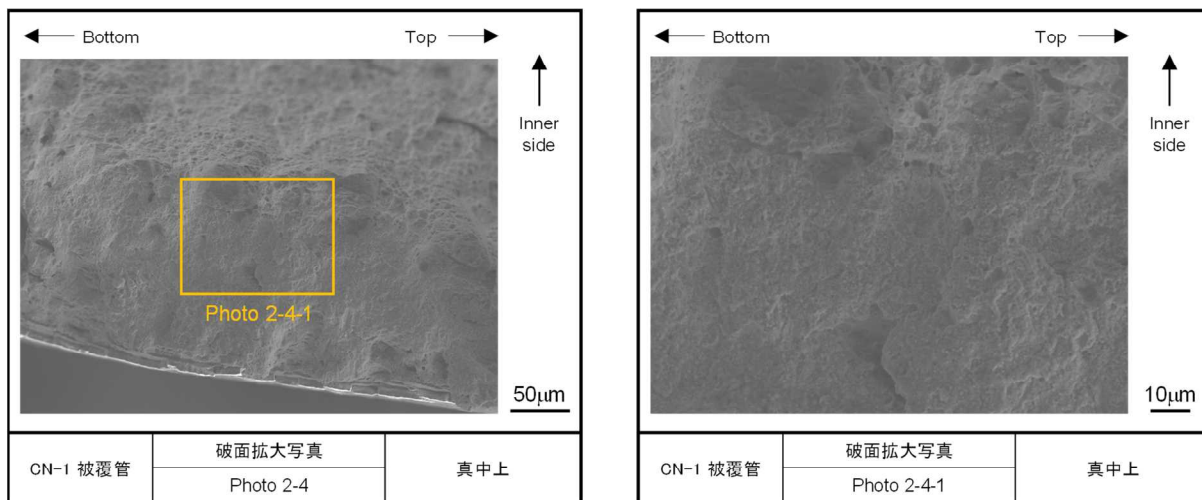 Bottom
Top
Inner
side
Photo 2-4-1
50μm
CN-1 被覆管
破面拡大写真
Photo 2-4
真中上
Bottom
Top
Inner
side
10μm
CN-1 被覆管
破面拡大写真
Photo 2-4-1
真中上